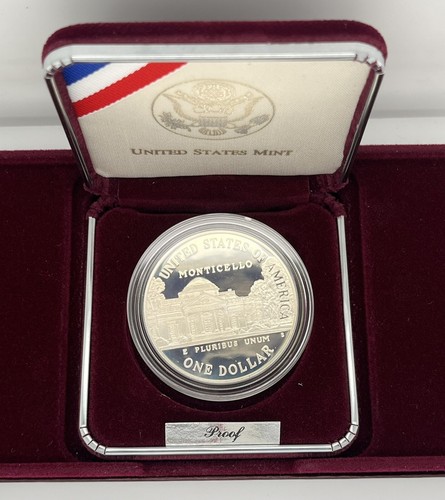 UNITED STATES MINT
UNITED STATES OF AMERICA
MONTICELLO
E PLURIBUS UNUM
S
ONE DOLLAR
Proof